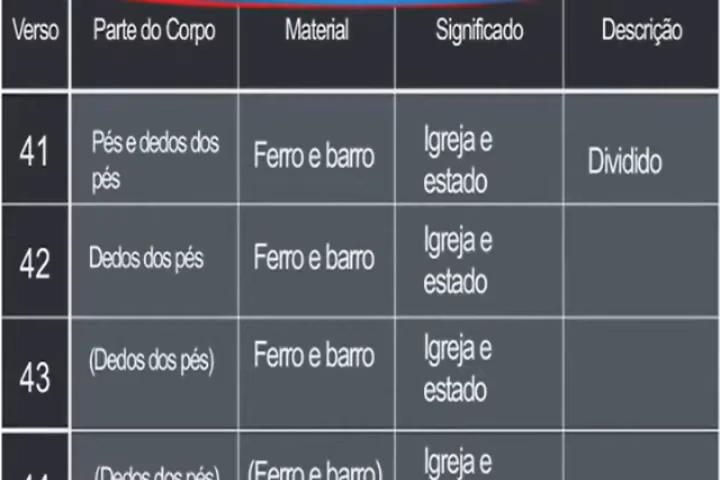 Verso Parte do Corpo Material Significado Descrição
41 Pés e dedos dos pés Ferro e barro Igreja e estado Dividido
42 Dedos dos pés Ferro e barro Igreja e estado
43 (Dedos dos pés) Ferro e barro Igreja e estado
44 (Dedos dos pés) (Ferro e barro) Igreja e